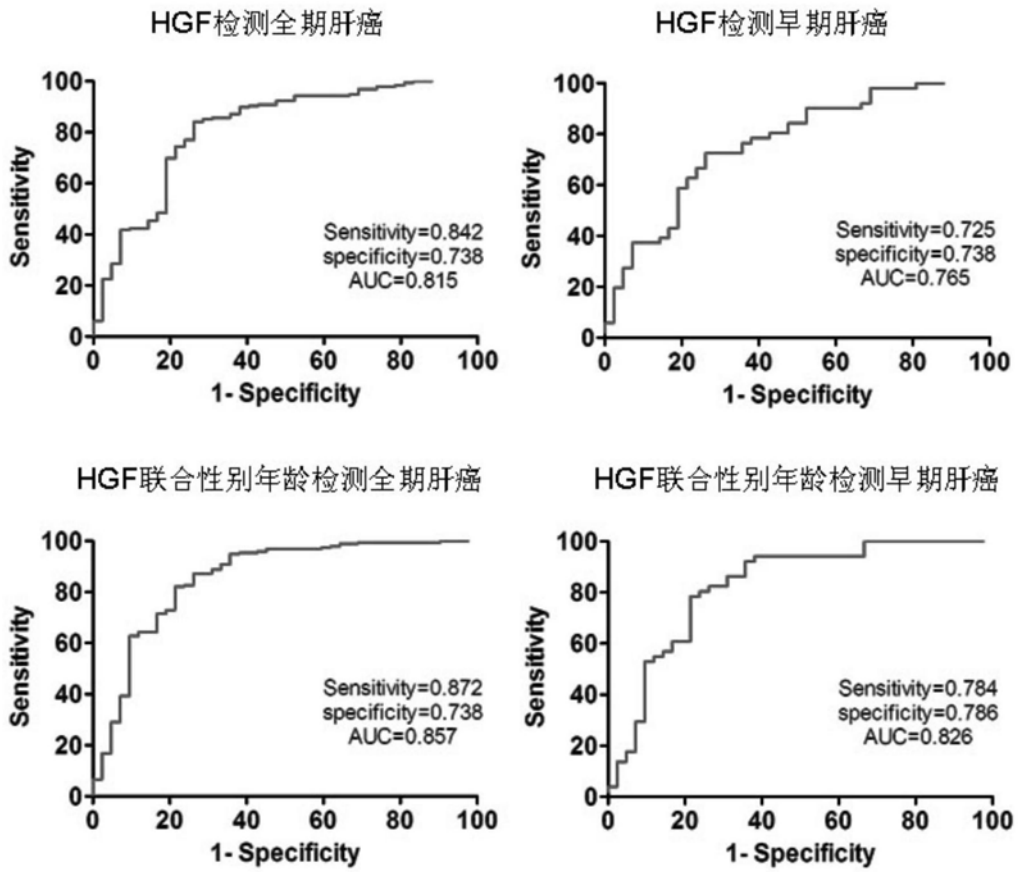 HGF检测全期肝癌
100
80
60
40
20
0
Sensitivity
Sensitivity=0.842
specificity=0.738
AUC=0.815
0 20 40 60 80 100
1- Specificity
HGF检测早期肝癌
100
80
60
40
20
0
Sensitivity
Sensitivity=0.725
specificity=0.738
AUC=0.765
0 20 40 60 80 100
1- Specificity
HGF联合性别年龄检测全期肝癌
100
80
60
40
20
0
Sensitivity
Sensitivity=0.872
specificity=0.738
AUC=0.857
0 20 40 60 80 100
1- Specificity
HGF联合性别年龄检测早期肝癌
100
80
60
40
20
0
Sensitivity
Sensitivity=0.784
specificity=0.786
AUC=0.826
0 20 40 60 80 100
1- Specificity